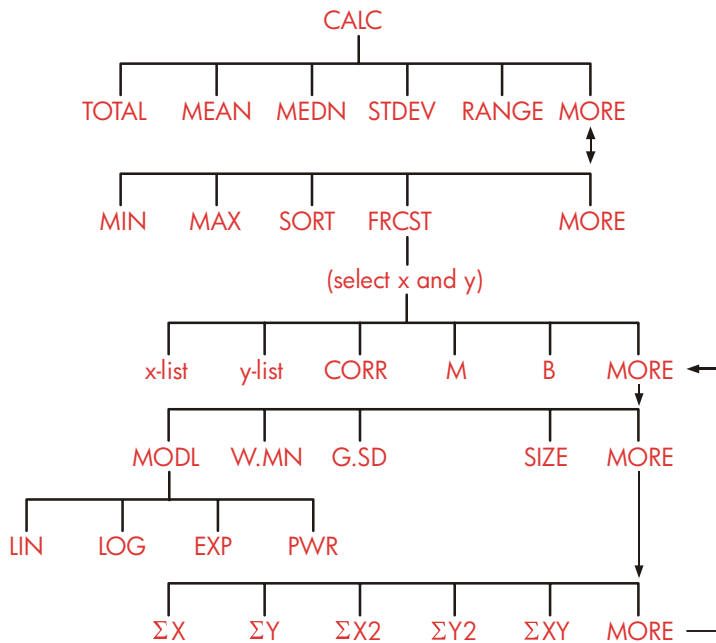 CALC
TOTAL MEAN MEDN STDEV RANGE MORE
MIN MAX SORT FRCST MORE
(select x and y)
x-list y-list CORR M B MORE
MODL W.MN G.SD SIZE MORE
LIN LOG EXP PWR
ΣX ΣY ΣX2 ΣY2 ΣXY MORE